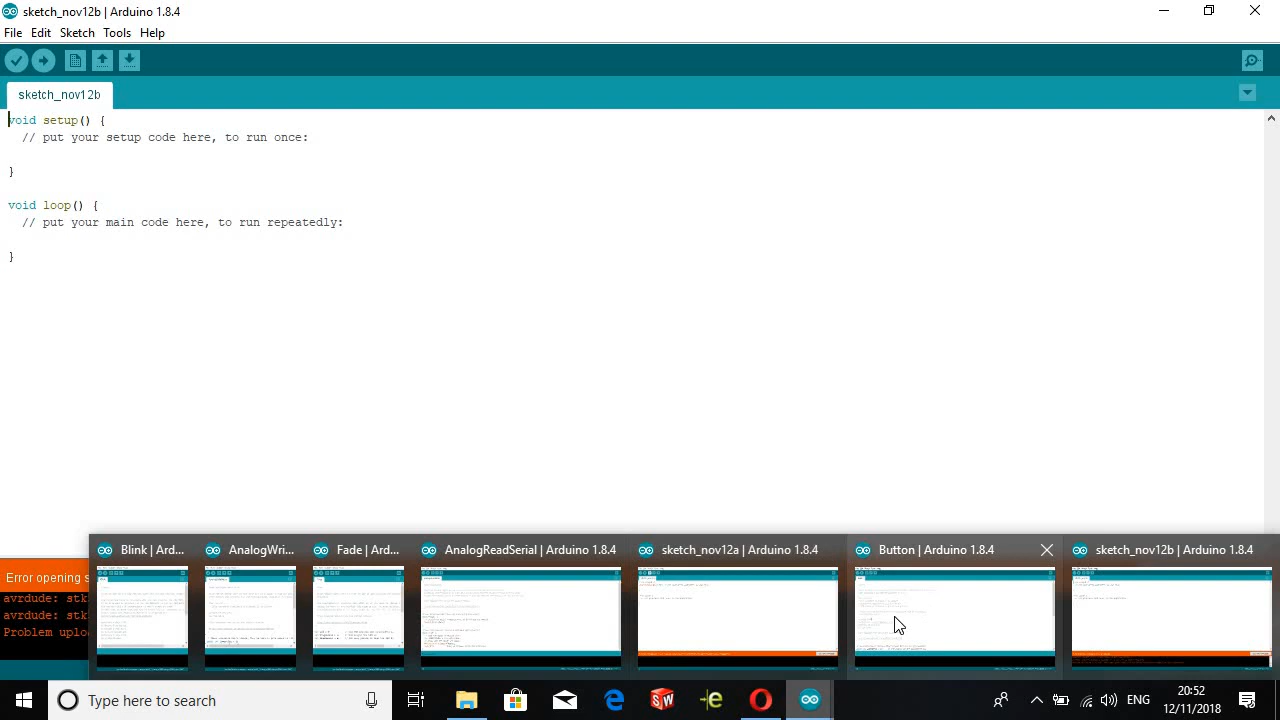 sketch_nov12b | Arduino 1.8.4
File Edit Sketch Tools Help
sketch_nov12b
void setup() {
// put your setup code here, to run once:
}
void loop() {
// put your main code here, to run repeatedly:
}
Error opening s
avrdude: stk
avrdude: stk
Problem uplo
Blink | Ard... AnalogWri... Fade | Ard... AnalogReadSerial | Arduino 1.8.4 sketch_nov12a | Arduino 1.8.4 Button | Arduino 1.8.4 sketch_nov12b | Arduino 1.8.4
Type here to search
SW
e
ENG
20:52
12/11/2018